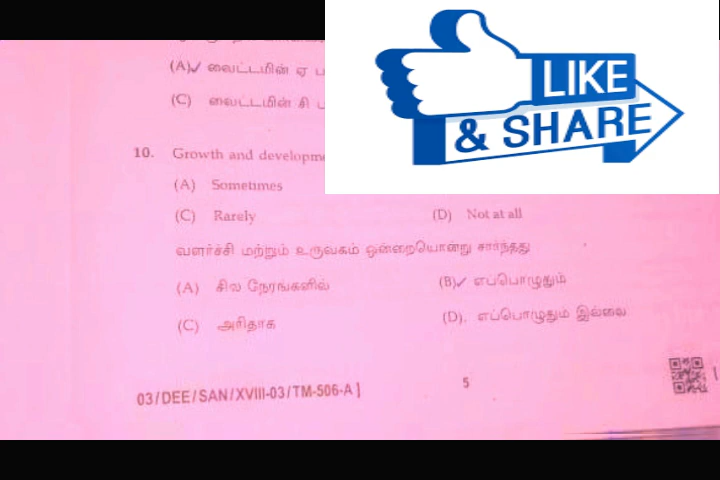 LIKE
& SHARE
(A) வைட்டமின் ஏ
(C) வைட்டமின் சி
10. Growth and
(A) Sometimes
(C) Rarely (D) Not at all
வளர்ச்சி மற்றும் உருவகம் ஒன்றையொன்று சார்ந்தது
(A) சில நேரங்களில் (B) எப்பொழுதும்
(C) அரிதாக (D). எப்பொழுதும் இல்லை
03/DEE/SAN/XVIII-03/TM-506-A] 5